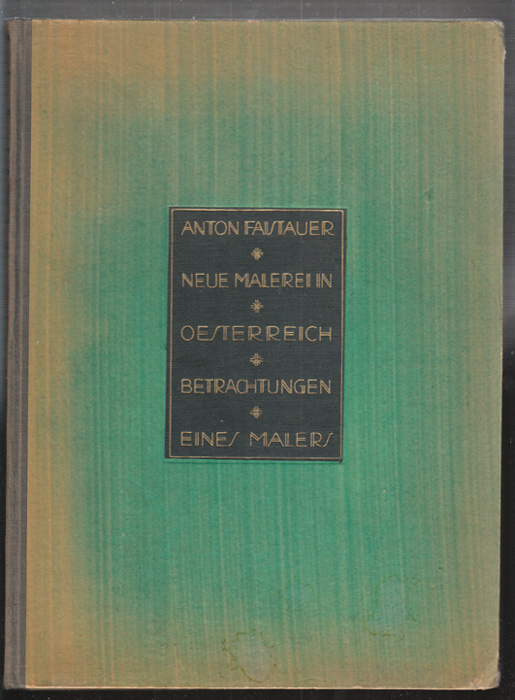 ANTON FAISTAUER
NEUE MALEREI IN
OESTERREICH
BETRACHTUNGEN
EINES MALERS